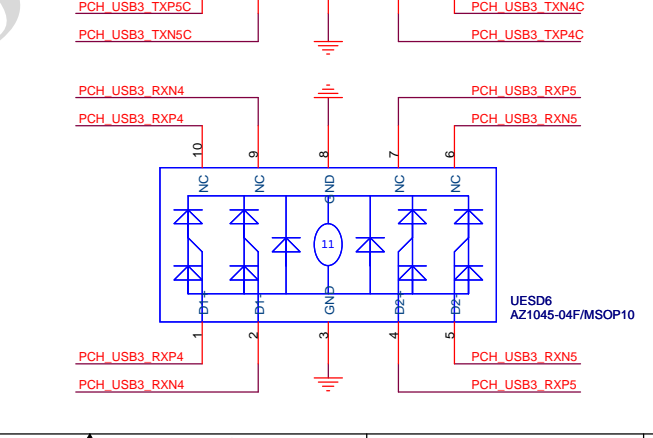 PCH_USB3_TXP5C
PCH_USB3_TXN4C
PCH_USB3_TXN5C
PCH_USB3_TXP4C
PCH_USB3_RXN4
PCH_USB3_RXP5
PCH_USB3_RXP4
PCH_USB3_RXN5
10 9 8 7 6
NC NC GND NC NC
11
D1+ D1- GND D2+ D2-
UESD6
AZ1045-04F/MSOP10
1 2 3 4 5
PCH_USB3_RXP4
PCH_USB3_RXN5
PCH_USB3_RXN4
PCH_USB3_RXP5